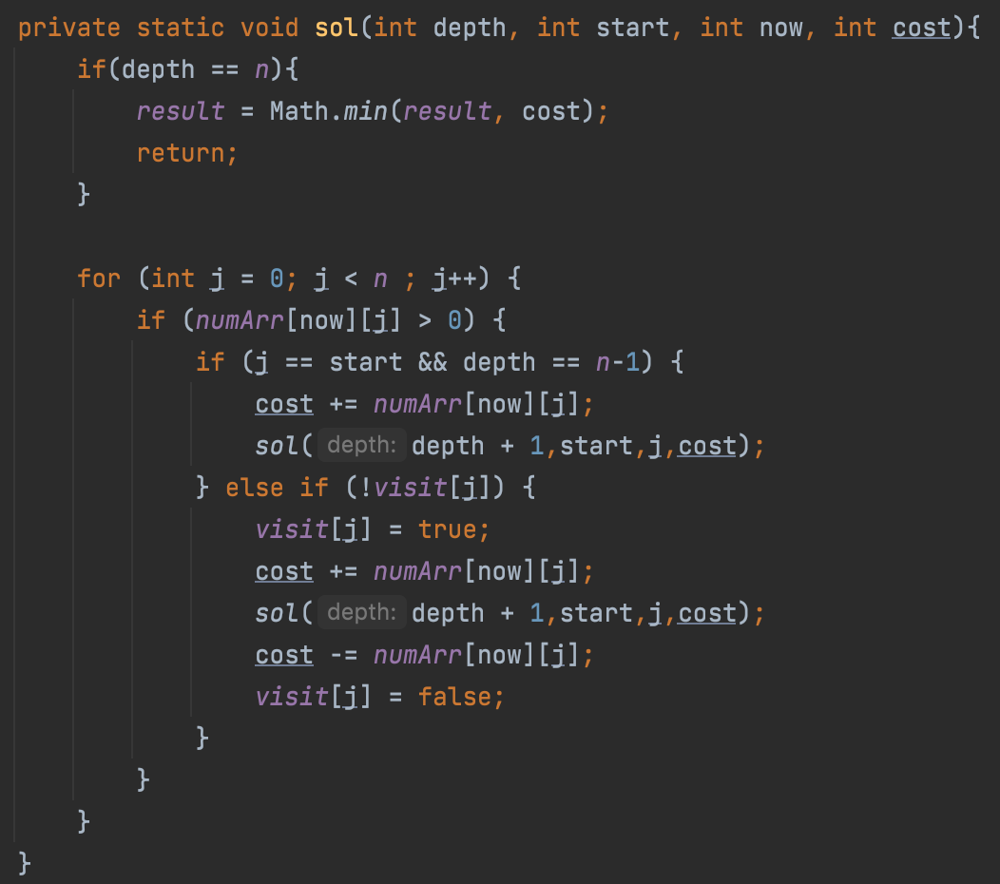 private static void sol(int depth, int start, int now, int cost){
    if(depth == n){
        result = Math.min(result, cost);
        return;
    }

    for (int j = 0; j < n ; j++) {
        if (numArr[now][j] > 0) {
            if (j == start && depth == n-1) {
                cost += numArr[now][j];
                sol( depth: depth + 1,start,j,cost);
            } else if (!visit[j]) {
                visit[j] = true;
                cost += numArr[now][j];
                sol( depth: depth + 1,start,j,cost);
                cost -= numArr[now][j];
                visit[j] = false;
            }
        }
    }
}